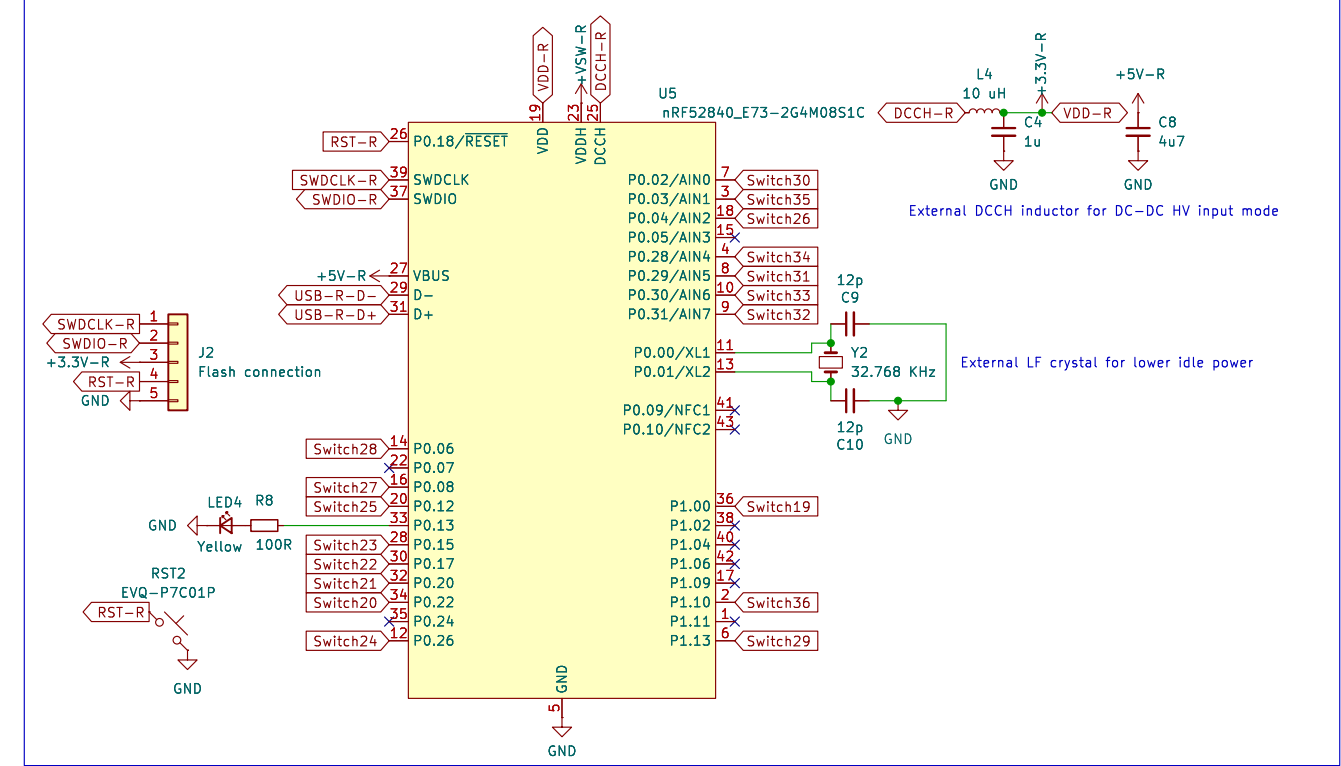 VDD-R
+VSW-R
DCCH-R
19
23
25
VDD
VDDH
DCCH
U5
nRF52840_E73-2G4M08S1C
RST-R
26
P0.18/RESET
SWDCLK-R
39
SWDCLK
SWDIO-R
37
SWDIO
+5V-R
27
VBUS
USB-R-D-
29
D-
USB-R-D+
31
D+
Switch28
14
P0.06
22
P0.07
Switch27
16
P0.08
Switch25
20
P0.12
33
P0.13
Switch23
28
P0.15
Switch22
30
P0.17
Switch21
32
P0.20
Switch20
34
P0.22
35
P0.24
Switch24
12
P0.26
P0.02/AIN0
7
Switch30
P0.03/AIN1
3
Switch35
P0.04/AIN2
18
Switch26
P0.05/AIN3
15
P0.28/AIN4
4
Switch34
P0.29/AIN5
8
Switch31
P0.30/AIN6
10
Switch33
P0.31/AIN7
9
Switch32
P0.00/XL1
11
P0.01/XL2
13
P0.09/NFC1
41
P0.10/NFC2
43
P1.00
36
Switch19
P1.02
38
P1.04
40
P1.06
42
P1.09
17
P1.10
2
Switch36
P1.11
1
P1.13
6
Switch29
GND
5
GND
SWDCLK-R
1
SWDIO-R
2
+3.3V-R
3
RST-R
4
GND
5
J2
Flash connection
GND
LED4
Yellow
R8
100R
RST2
EVQ-P7C01P
RST-R
GND
DCCH-R
L4
10 uH
+3.3V-R
VDD-R
C4
1u
GND
+5V-R
C8
4u7
GND
External DCCH inductor for DC-DC HV input mode
12p
C9
Y2
32.768 KHz
12p
C10
GND
External LF crystal for lower idle power